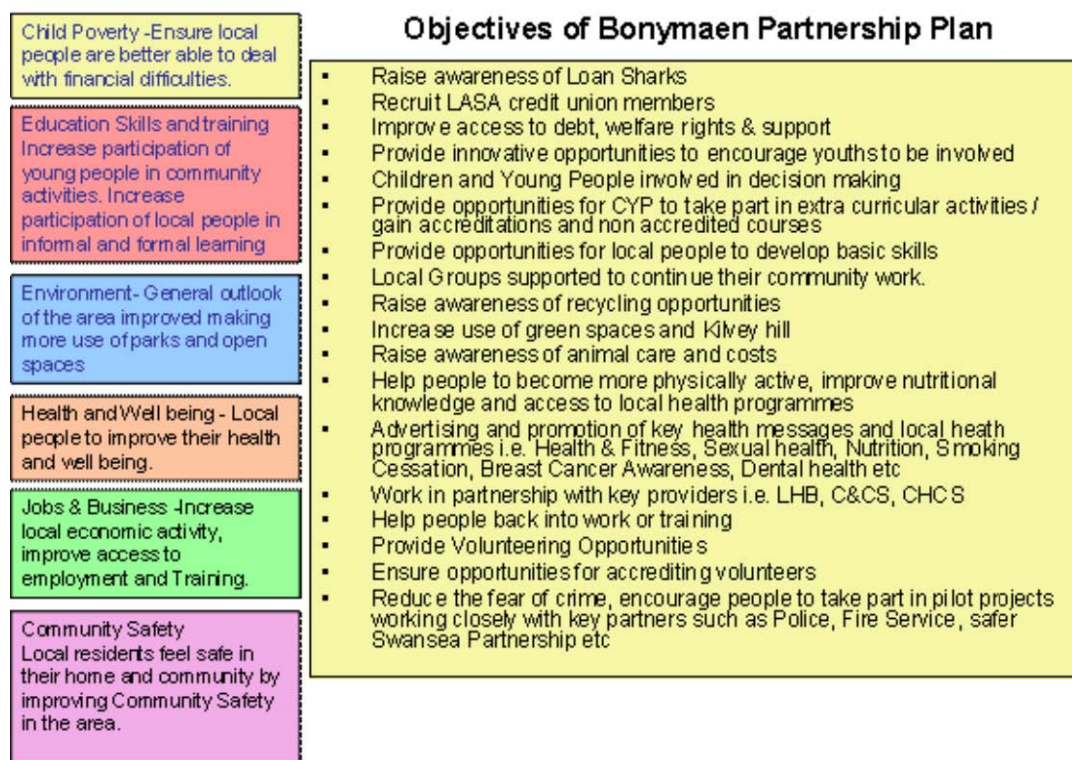 Child Poverty -Ensure local
people are better able to deal
with financial difficulties.
Education Skills and training
Increase participation of
young people in community
activities. Increase
participation of local people in
informal and formal learning
Environment- General outlook
of the area improved making
more use of parks and open
spaces
Health and Well being - Local
people to improve their health
and well being.
Jobs & Business -Increase
local economic activity,
improve access to
employment and Training.
Community Safety
Local residents feel safe in
their home and community by
improving Community Safety
in the area.
Objectives of Bonymaen Partnership Plan
▪ Raise awareness of Loan Sharks
▪ Recruit LASA credit union members
▪ Improve access to debt, welfare rights & support
▪ Provide innovative opportunities to encourage youths to be involved
▪ Children and Young People involved in decision making
▪ Provide opportunities for CYP to take part in extra curricular activities /
gain accreditations and non accredited courses
▪ Provide opportunities for local people to develop basic skills
▪ Local Groups supported to continue their community work.
▪ Raise awareness of recycling opportunities
▪ Increase use of green spaces and Kilvey hill
▪ Raise awareness of animal care and costs
▪ Help people to become more physically active, improve nutritional
knowledge and access to local health programmes
▪ Advertising and promotion of key health messages and local heath
programmes i.e. Health & Fitness, Sexual health, Nutrition, Smoking
Cessation, Breast Cancer Awareness, Dental health etc
▪ Work in partnership with key providers i.e. LHB, C&CS, CHCS
▪ Help people back into work or training
▪ Provide Volunteering Opportunities
▪ Ensure opportunities for accrediting volunteers
▪ Reduce the fear of crime, encourage people to take part in pilot projects
working closely with key partners such as Police, Fire Service, safer
Swansea Partnership etc